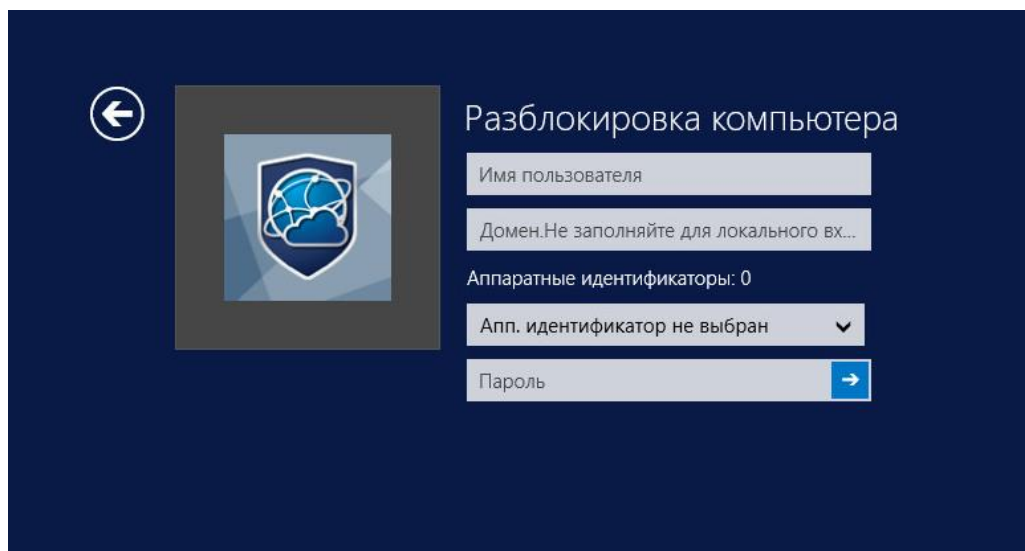 Разблокировка компьютера
Имя пользователя
Домен.Не заполняйте для локального вх...
Аппаратные идентификаторы: 0
Апп. идентификатор не выбран
Пароль